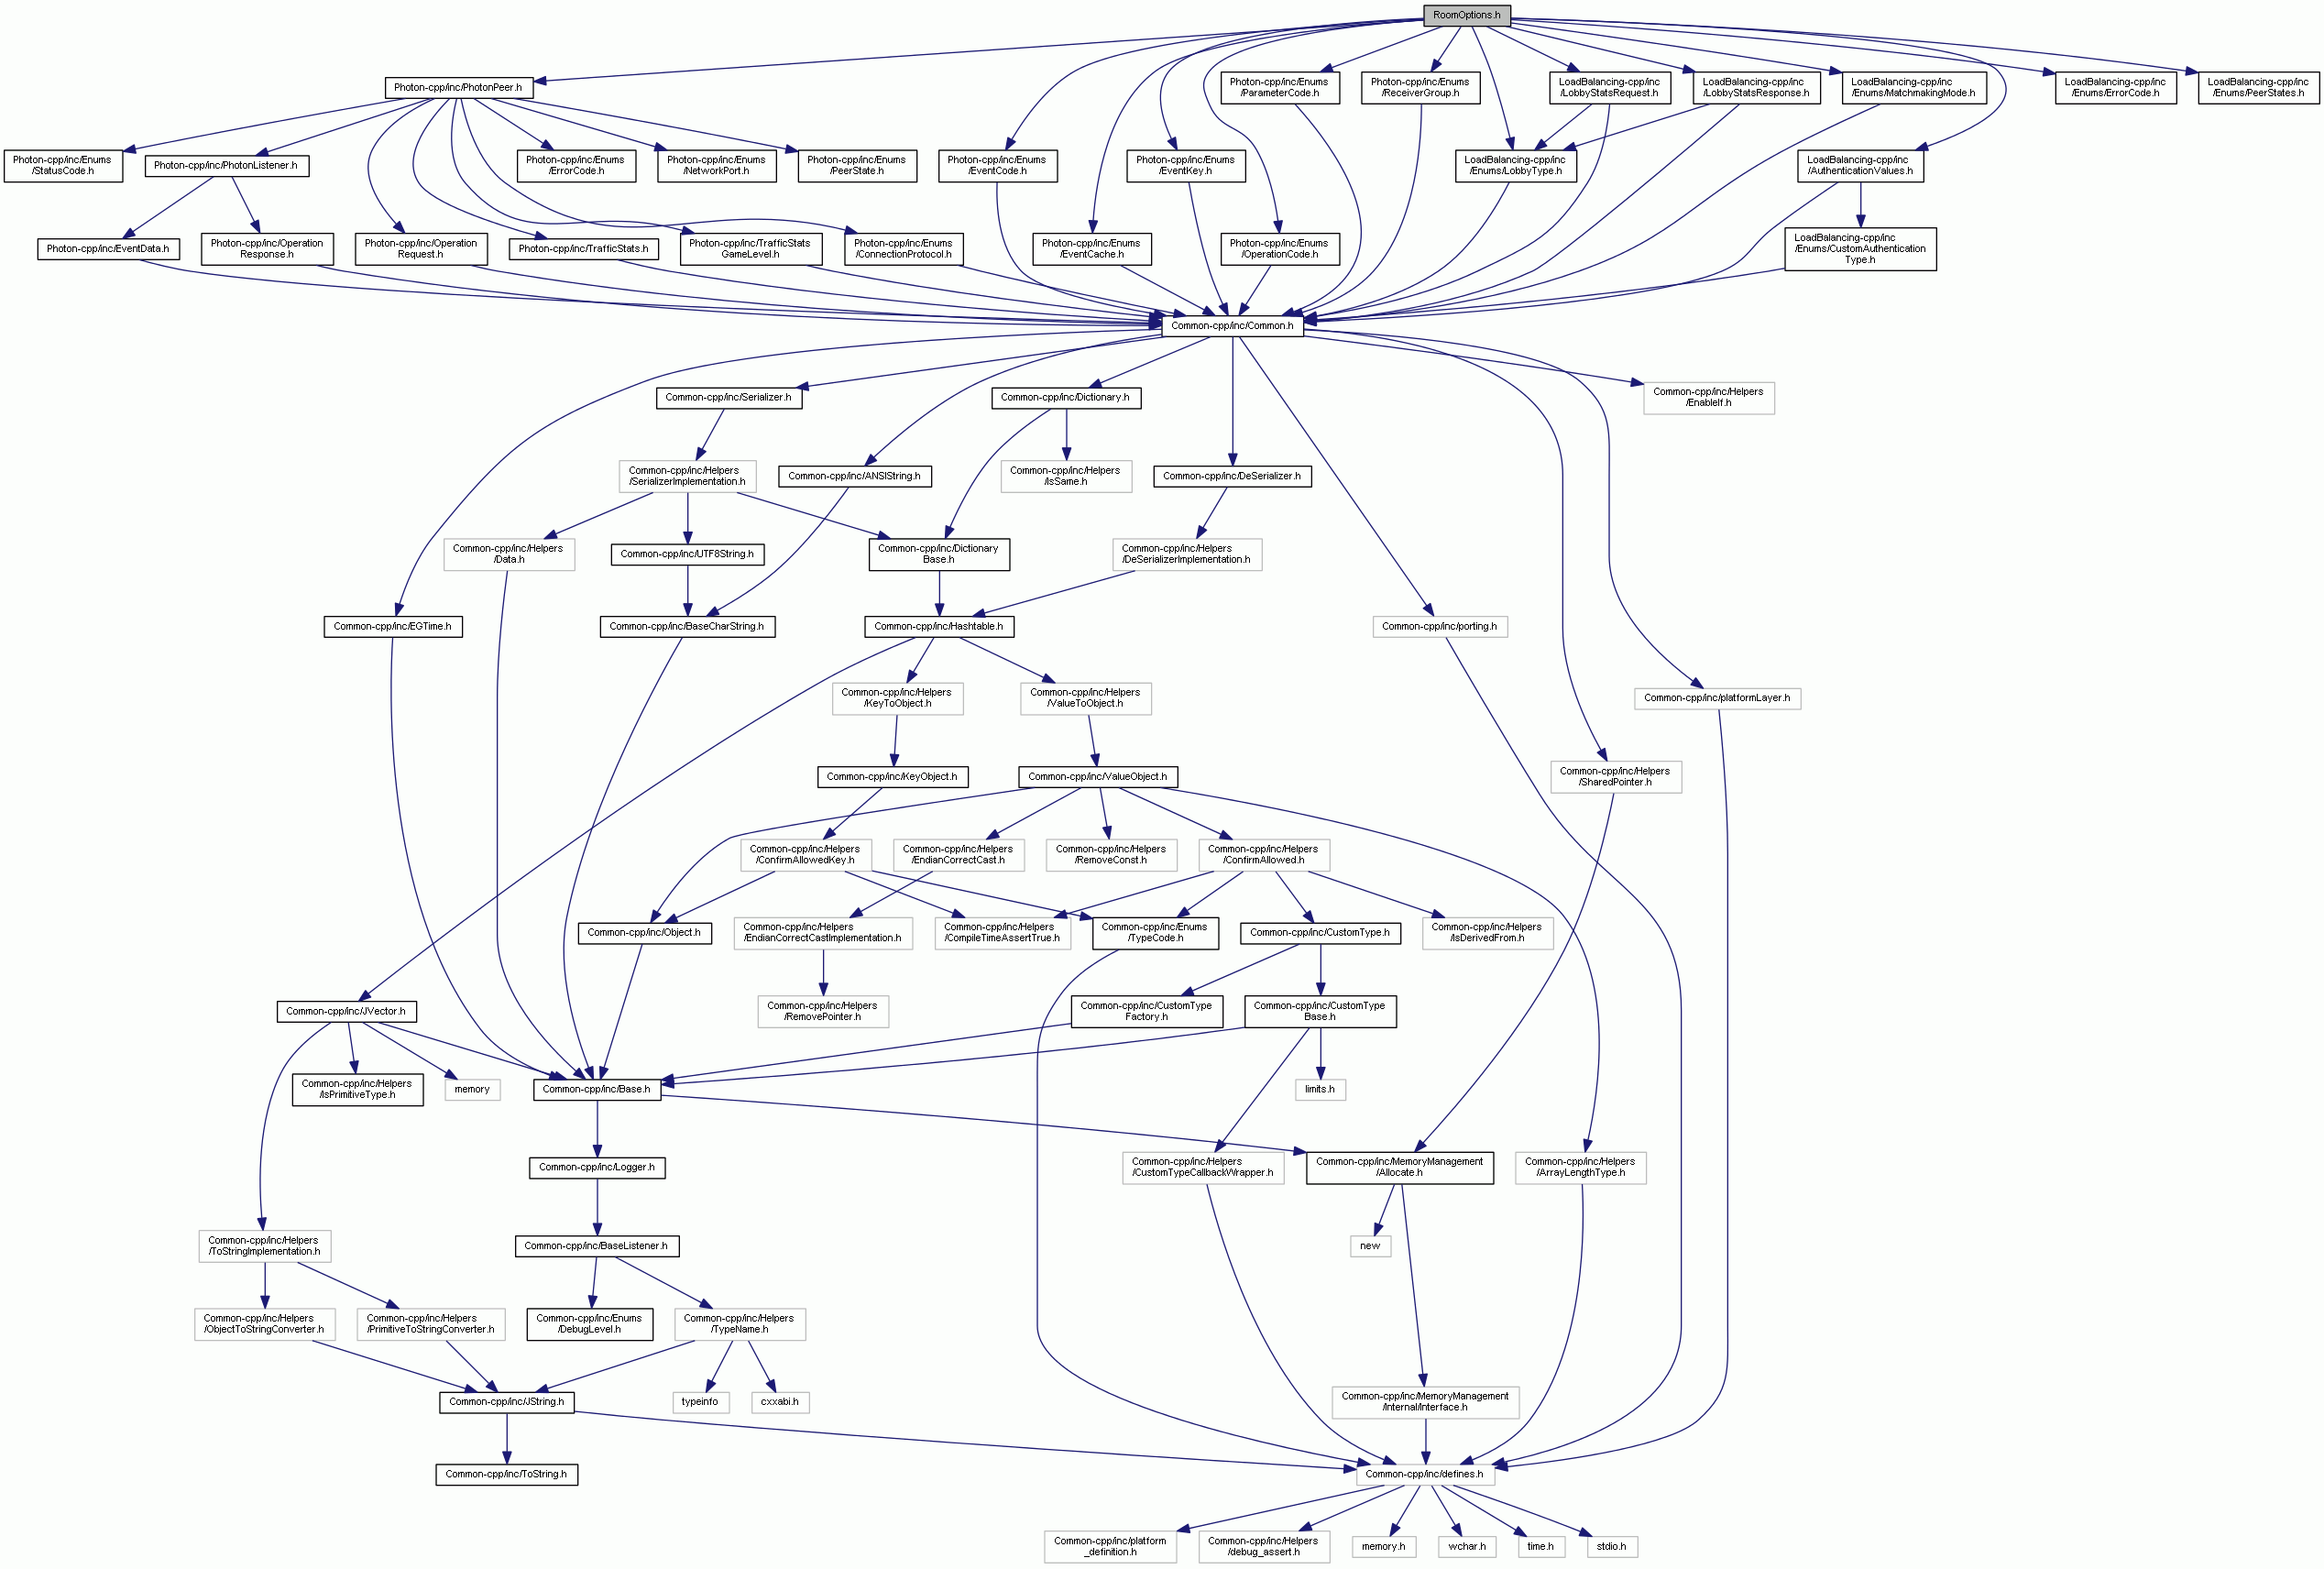 RoomOptions.h
Photon-cpp/inc/PhotonPeer.h
Photon-cpp/inc/Enums
/ParameterCode.h
Photon-cpp/inc/Enums
/ReceiverGroup.h
LoadBalancing-cpp/inc
/LobbyStatsRequest.h
LoadBalancing-cpp/inc
/LobbyStatsResponse.h
LoadBalancing-cpp/inc
/Enums/MatchmakingMode.h
LoadBalancing-cpp/inc
/Enums/ErrorCode.h
LoadBalancing-cpp/inc
/Enums/PeerStates.h
Photon-cpp/inc/Enums
/StatusCode.h
Photon-cpp/inc/PhotonListener.h
Photon-cpp/inc/Enums
/ErrorCode.h
Photon-cpp/inc/Enums
/NetworkPort.h
Photon-cpp/inc/Enums
/PeerState.h
Photon-cpp/inc/Enums
/EventCode.h
Photon-cpp/inc/Enums
/EventKey.h
LoadBalancing-cpp/inc
/Enums/LobbyType.h
LoadBalancing-cpp/inc
/AuthenticationValues.h
Photon-cpp/inc/EventData.h
Photon-cpp/inc/Operation
Response.h
Photon-cpp/inc/Operation
Request.h
Photon-cpp/inc/TrafficStats.h
Photon-cpp/inc/TrafficStats
GameLevel.h
Photon-cpp/inc/Enums
/ConnectionProtocol.h
Photon-cpp/inc/Enums
/EventCache.h
Photon-cpp/inc/Enums
/OperationCode.h
LoadBalancing-cpp/inc
/Enums/CustomAuthentication
Type.h
Common-cpp/inc/Common.h
Common-cpp/inc/Serializer.h
Common-cpp/inc/Dictionary.h
Common-cpp/inc/Helpers
/EnableIf.h
Common-cpp/inc/Helpers
/SerializerImplementation.h
Common-cpp/inc/ANSIString.h
Common-cpp/inc/Helpers
/IsSame.h
Common-cpp/inc/DeSerializer.h
Common-cpp/inc/Helpers
/Data.h
Common-cpp/inc/UTF8String.h
Common-cpp/inc/Dictionary
Base.h
Common-cpp/inc/Helpers
/DeSerializerImplementation.h
Common-cpp/inc/EGTime.h
Common-cpp/inc/BaseCharString.h
Common-cpp/inc/Hashtable.h
Common-cpp/inc/porting.h
Common-cpp/inc/Helpers
/KeyToObject.h
Common-cpp/inc/Helpers
/ValueToObject.h
Common-cpp/inc/platformLayer.h
Common-cpp/inc/KeyObject.h
Common-cpp/inc/ValueObject.h
Common-cpp/inc/Helpers
/SharedPointer.h
Common-cpp/inc/Helpers
/ConfirmAllowedKey.h
Common-cpp/inc/Helpers
/EndianCorrectCast.h
Common-cpp/inc/Helpers
/RemoveConst.h
Common-cpp/inc/Helpers
/ConfirmAllowed.h
Common-cpp/inc/Object.h
Common-cpp/inc/Helpers
/EndianCorrectCastImplementation.h
Common-cpp/inc/Helpers
/CompileTimeAssertTrue.h
Common-cpp/inc/Enums
/TypeCode.h
Common-cpp/inc/CustomType.h
Common-cpp/inc/Helpers
/IsDerivedFrom.h
Common-cpp/inc/JVector.h
Common-cpp/inc/Helpers
/RemovePointer.h
Common-cpp/inc/CustomType
Factory.h
Common-cpp/inc/CustomType
Base.h
Common-cpp/inc/Helpers
/IsPrimitiveType.h
memory
Common-cpp/inc/Base.h
limits.h
Common-cpp/inc/Logger.h
Common-cpp/inc/Helpers
/CustomTypeCallbackWrapper.h
Common-cpp/inc/MemoryManagement
/Allocate.h
Common-cpp/inc/Helpers
/ArrayLengthType.h
Common-cpp/inc/Helpers
/ToStringImplementation.h
Common-cpp/inc/BaseListener.h
new
Common-cpp/inc/Helpers
/ObjectToStringConverter.h
Common-cpp/inc/Helpers
/PrimitiveToStringConverter.h
Common-cpp/inc/Enums
/DebugLevel.h
Common-cpp/inc/Helpers
/TypeName.h
Common-cpp/inc/JString.h
typeinfo
cxxabi.h
Common-cpp/inc/MemoryManagement
/Internal/Interface.h
Common-cpp/inc/ToString.h
Common-cpp/inc/defines.h
Common-cpp/inc/platform
_definition.h
Common-cpp/inc/Helpers
/debug_assert.h
memory.h
wchar.h
time.h
stdio.h